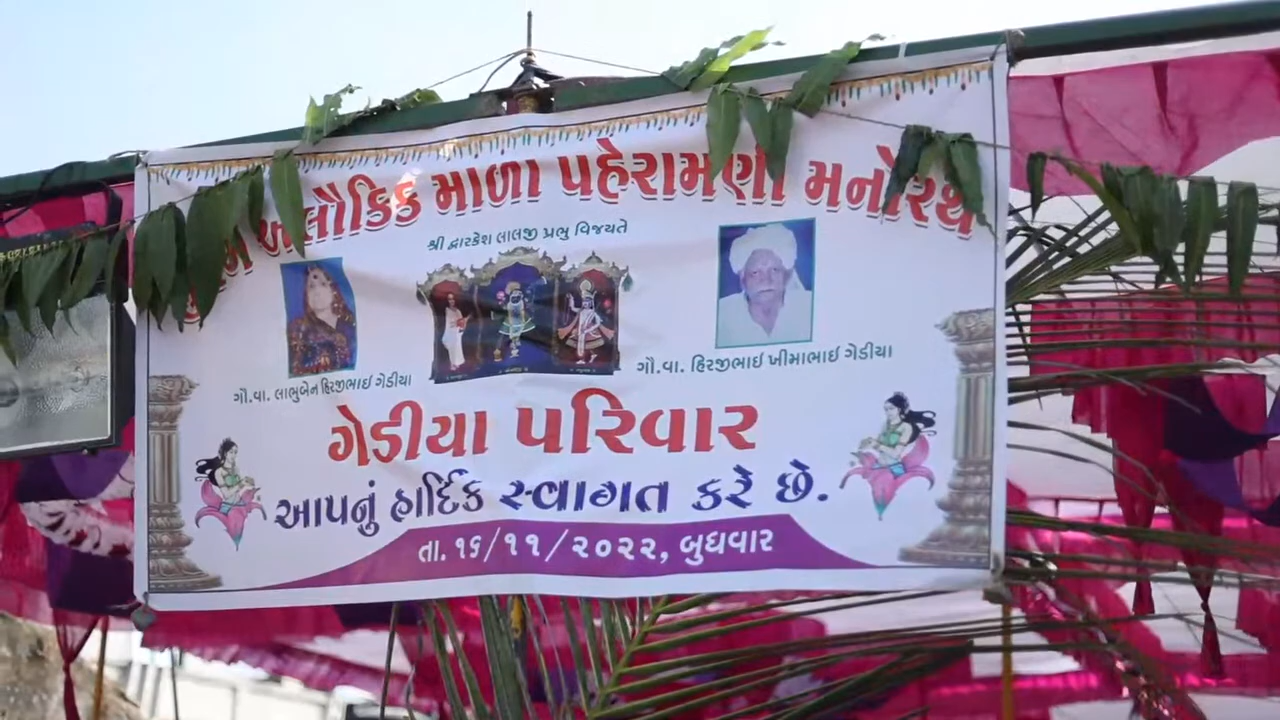 અલૌકિક માળા પહેરામણી મનોરથ
શ્રી દ્વારકેશ લાલજી પ્રભુ વિજયતે
ગૌ.વા. લાભુબેન હિરજીભાઈ ગેડીયા
ગૌ.વા. હિરજીભાઈ ખીમાભાઈ ગેડીયા
ગેડીયા પરિવાર
આપનું હાર્દિક સ્વાગત કરે છે.
તા. ૧૬/૧૧/૨૦૨૨, બુધવાર